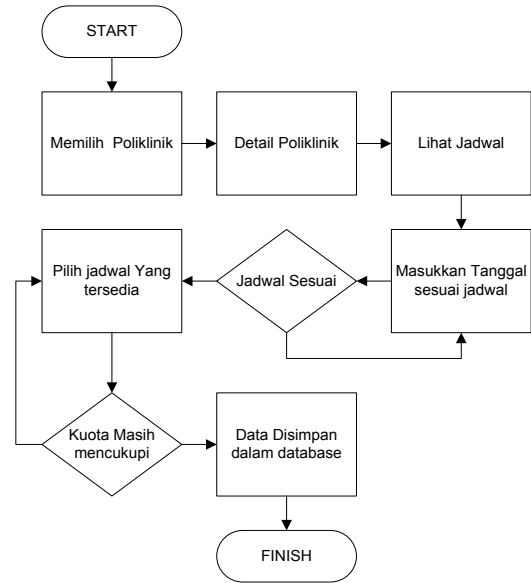 START
Memilih Poliklinik
Detail Poliklinik
Lihat Jadwal
Masukkan Tanggal
sesuai jadwal
Jadwal Sesuai
Pilih jadwal Yang
tersedia
Kuota Masih
mencukupi
Data Disimpan
dalam database
FINISH